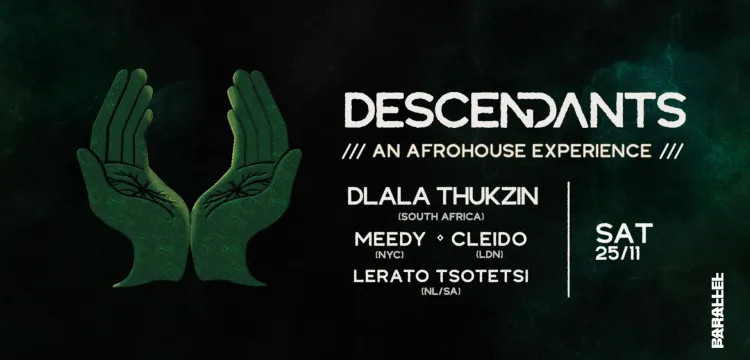 DESCENDANTS
/// AN AFROHOUSE EXPERIENCE ///
DLALA THUKZIN
(SOUTH AFRICA)
MEEDY ◇ CLEIDO
(NYC) (LDN)
LERATO TSOTETSI
(NL/SA)
SAT
25/11
PARALLEL